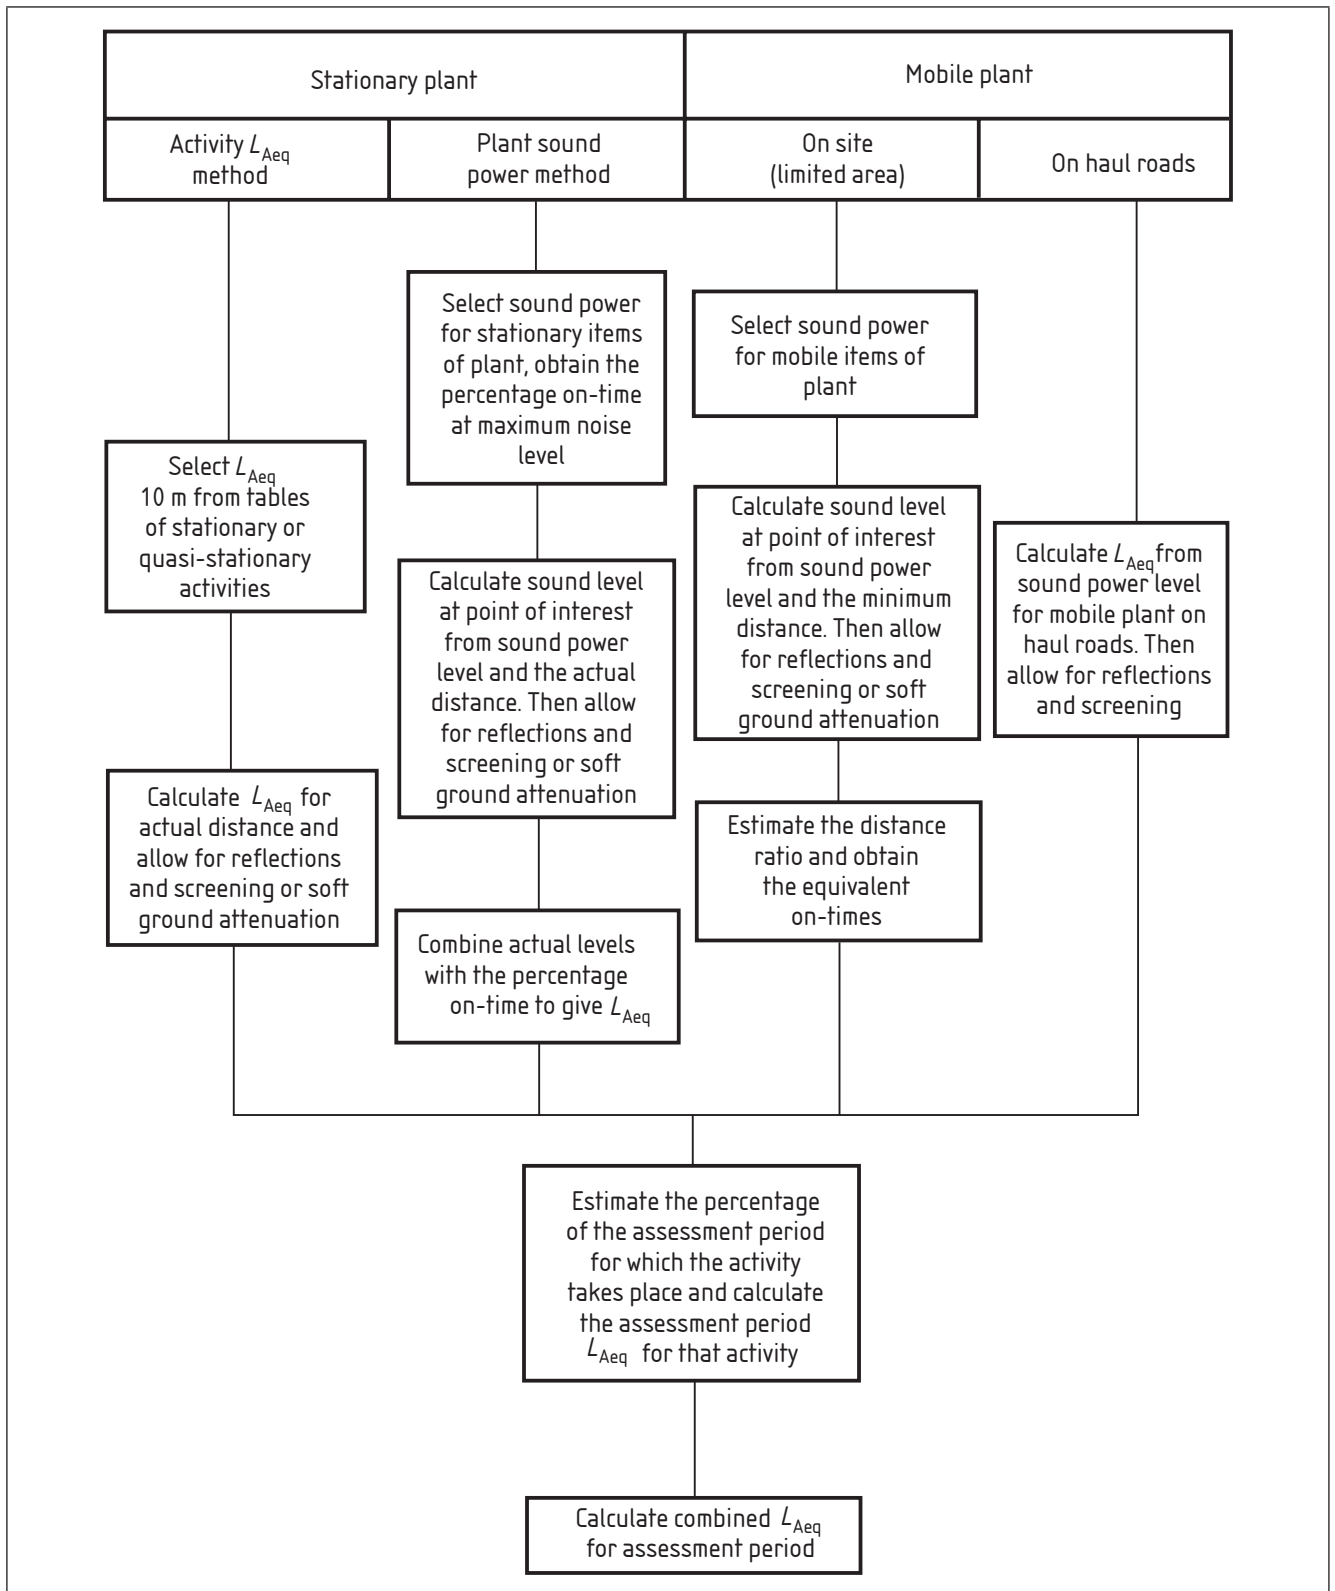 Stationary plant
Mobile plant
Activity LAeq
method
Plant sound
power method
On site
(limited area)
On haul roads
Select LAeq
10 m from tables
of stationary or
quasi-stationary
activities
Calculate LAeq for
actual distance and
allow for reflections
and screening or soft
ground attenuation
Select sound power
for stationary items
of plant, obtain the
percentage on-time
at maximum noise
level
Calculate sound level
at point of interest
from sound power
level and the actual
distance. Then allow
for reflections and
screening or soft
ground attenuation
Combine actual levels
with the percentage
on-time to give LAeq
Select sound power
for mobile items of
plant
Calculate sound level
at point of interest
from sound power
level and the minimum
distance. Then allow
for reflections and
screening or soft
ground attenuation
Estimate the distance
ratio and obtain
the equivalent
on-times
Calculate LAeq from
sound power level
for mobile plant on
haul roads. Then
allow for reflections
and screening
Estimate the percentage
of the assessment period
for which the activity
takes place and calculate
the assessment period
LAeq for that activity
Calculate combined LAeq
for assessment period